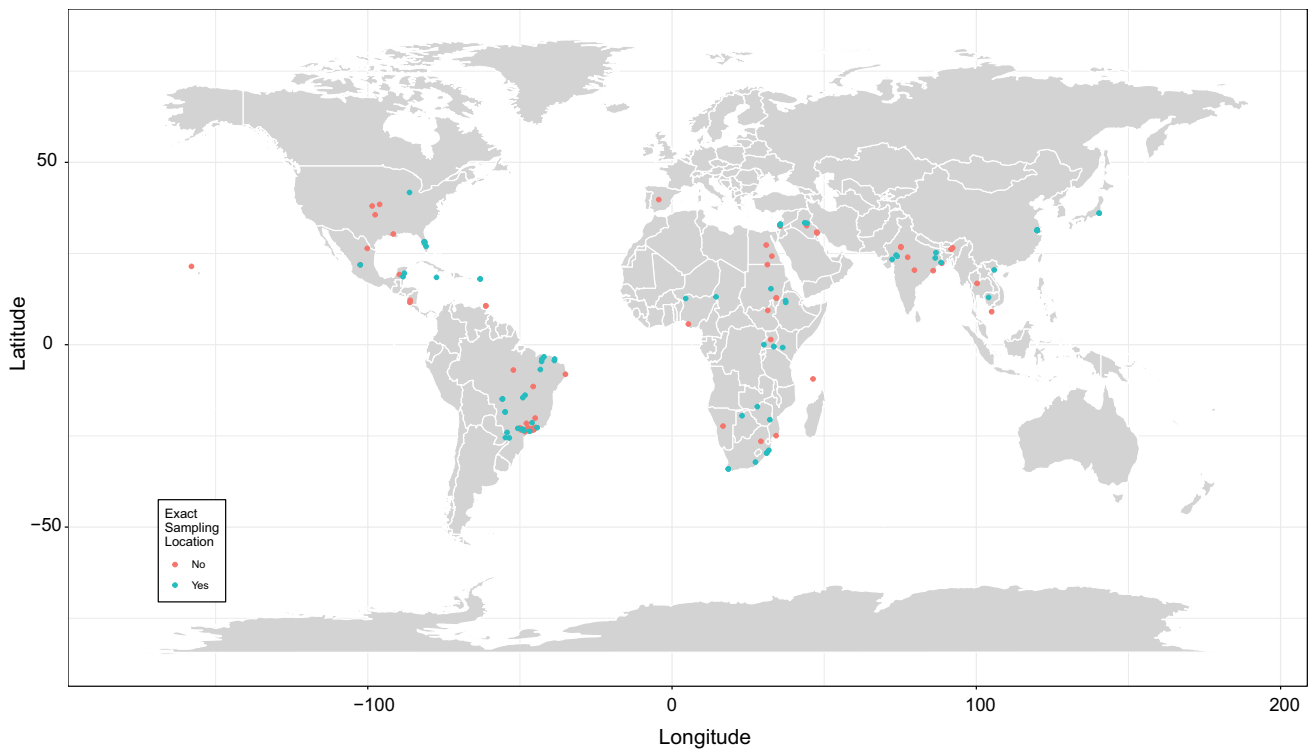 50
0
−50
Latitude
Exact
Sampling
Location
No
Yes
−100
0
100
200
Longitude